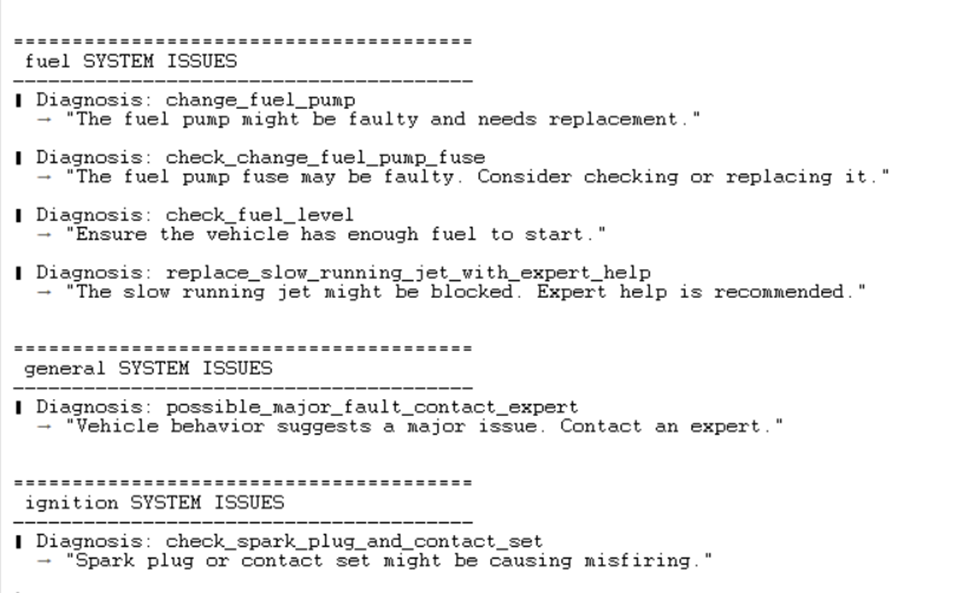 ========================================
fuel SYSTEM ISSUES
----------------------------------------
▌ Diagnosis: change_fuel_pump
→ "The fuel pump might be faulty and needs replacement."
▌ Diagnosis: check_change_fuel_pump_fuse
→ "The fuel pump fuse may be faulty. Consider checking or replacing it."
▌ Diagnosis: check_fuel_level
→ "Ensure the vehicle has enough fuel to start."
▌ Diagnosis: replace_slow_running_jet_with_expert_help
→ "The slow running jet might be blocked. Expert help is recommended."
========================================
general SYSTEM ISSUES
----------------------------------------
▌ Diagnosis: possible_major_fault_contact_expert
→ "Vehicle behavior suggests a major issue. Contact an expert."
========================================
ignition SYSTEM ISSUES
----------------------------------------
▌ Diagnosis: check_spark_plug_and_contact_set
→ "Spark plug or contact set might be causing misfiring."